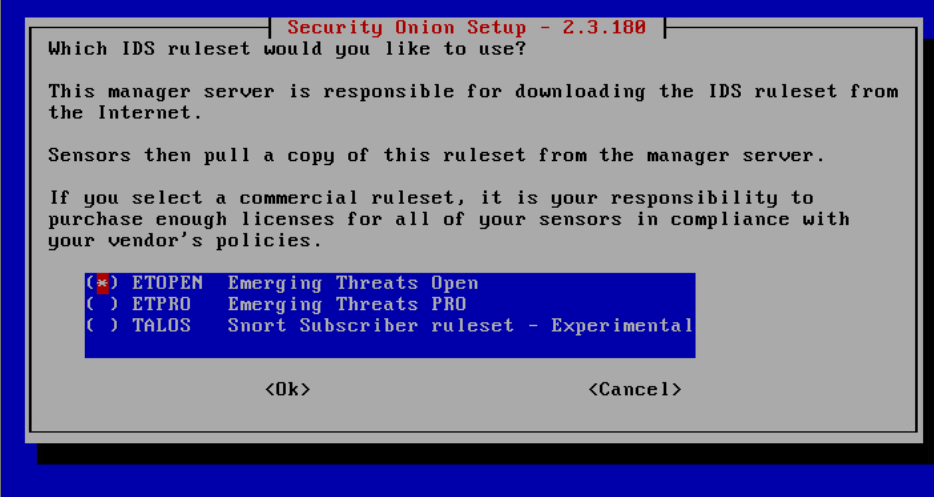 Security Onion Setup - 2.3.180
Which IDS ruleset would you like to use?
This manager server is responsible for downloading the IDS ruleset from
the Internet.
Sensors then pull a copy of this ruleset from the manager server.
If you select a commercial ruleset, it is your responsibility to
purchase enough licenses for all of your sensors in compliance with
your vendor's policies.
(*) ETOPEN  Emerging Threats Open
( ) ETPRO   Emerging Threats PRO
( ) TALOS   Snort Subscriber ruleset - Experimental
<Ok>                       <Cancel>